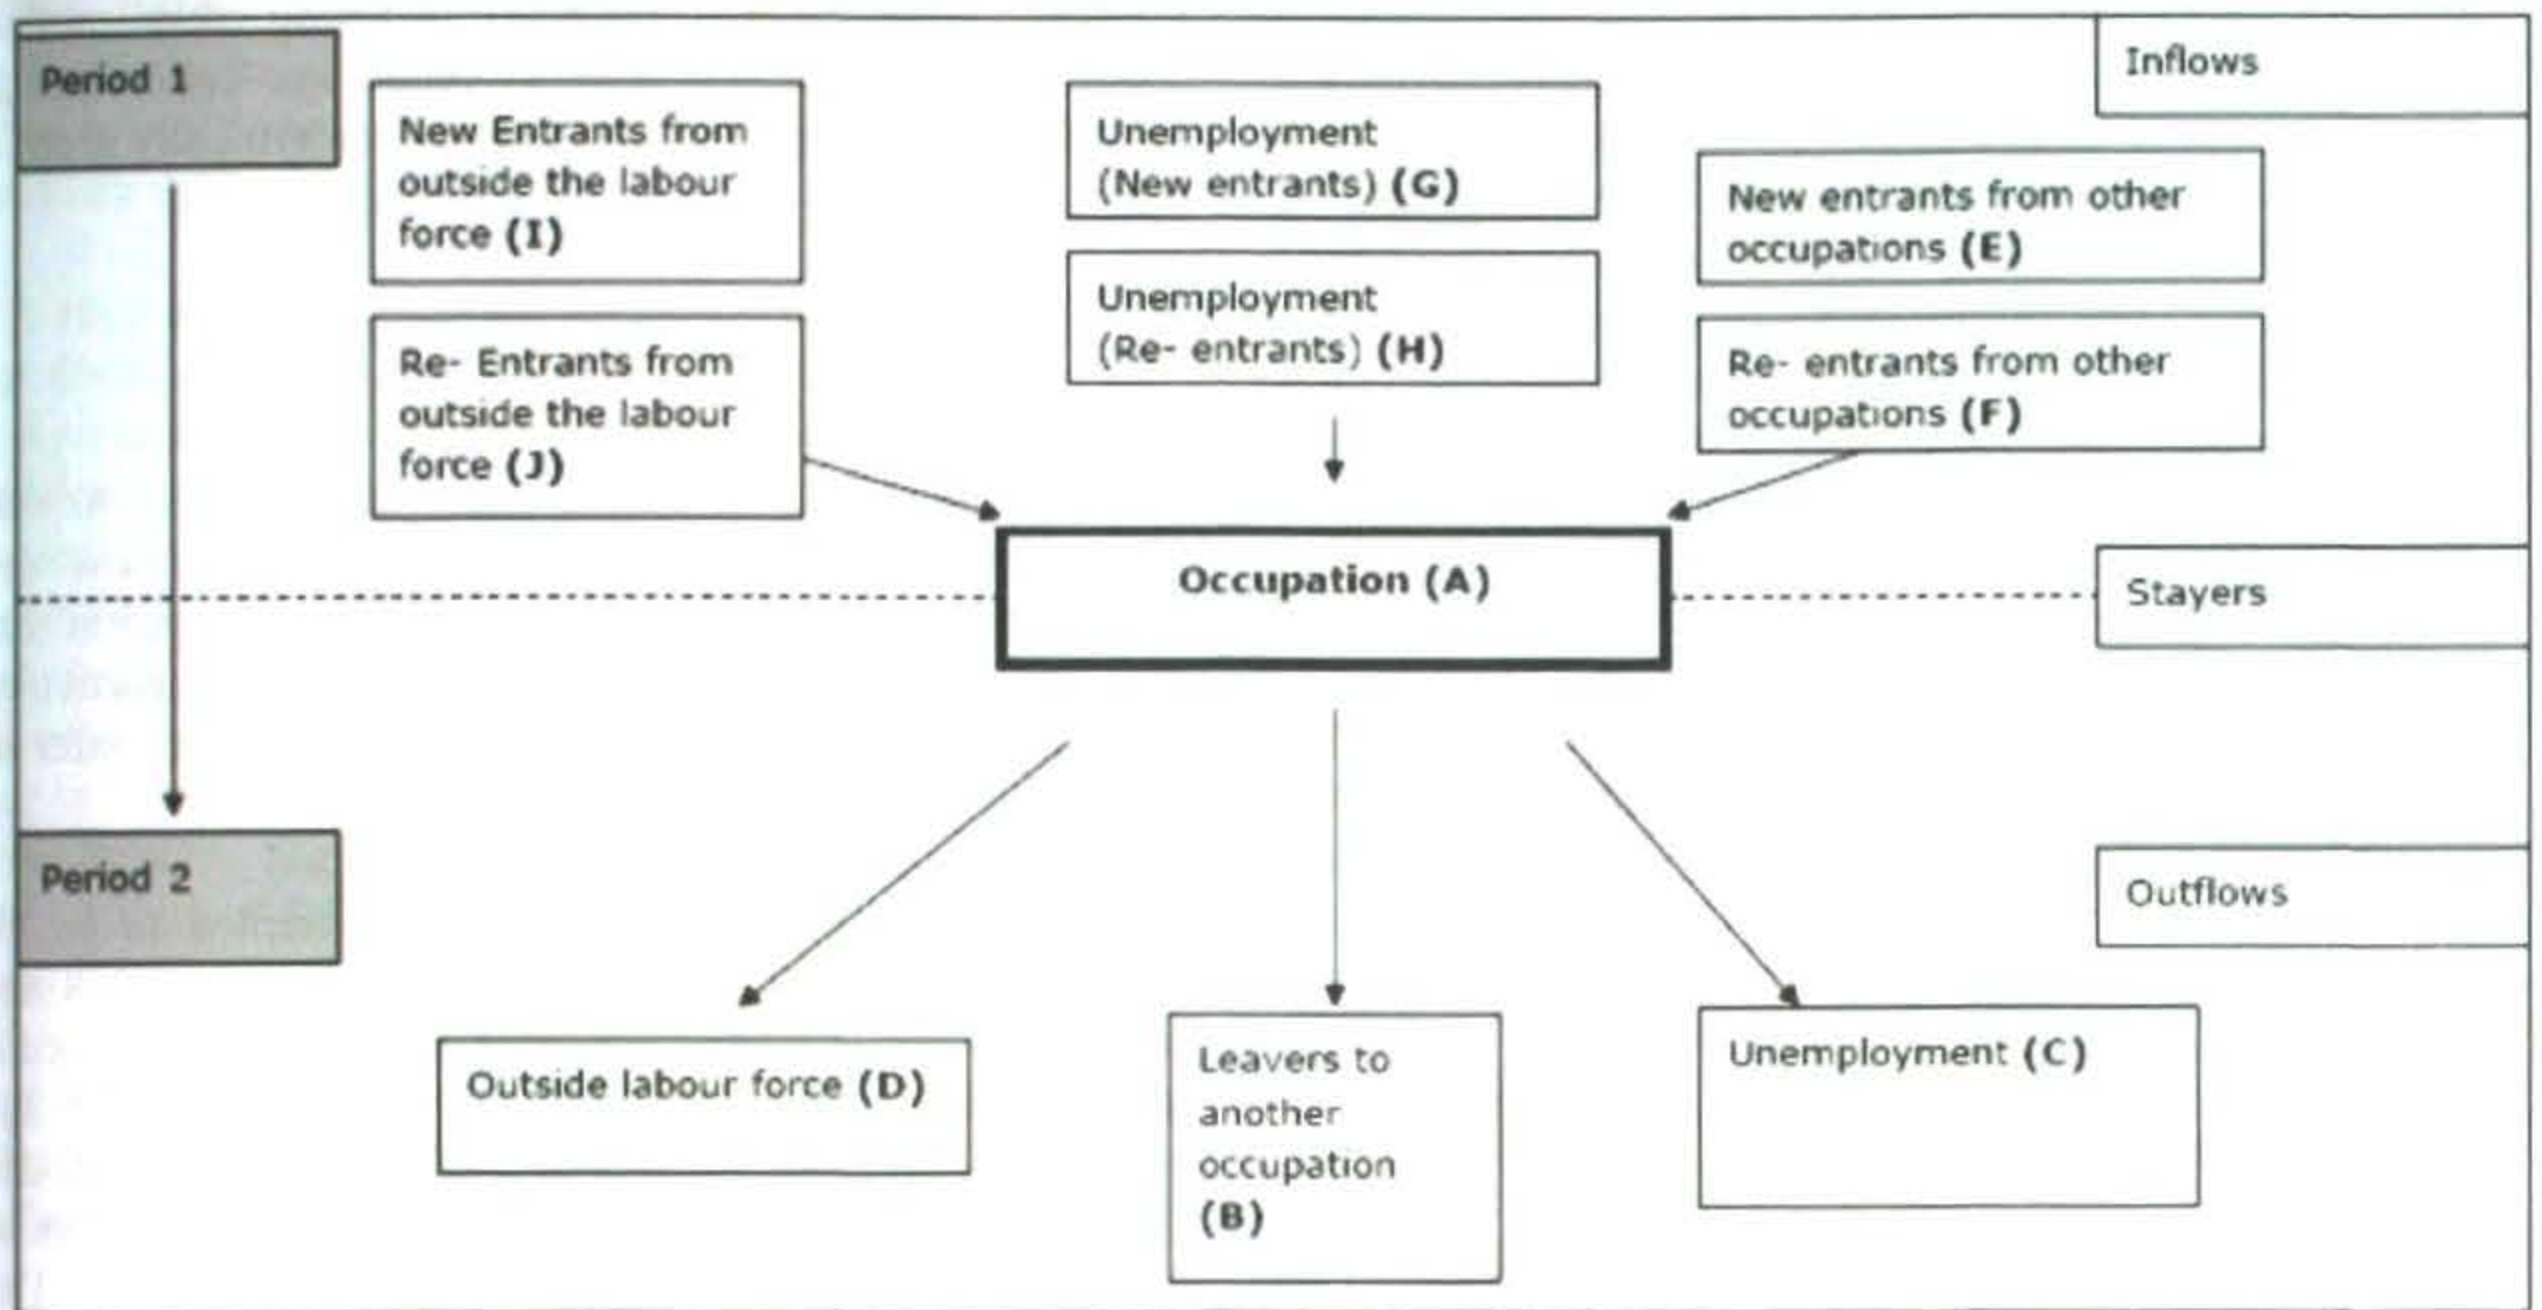 Period 1
Inflows
New Entrants from
outside the labour
force (I)
Unemployment
(New entrants) (G)
New entrants from other
occupations (E)
Unemployment
(Re- entrants) (H)
Re- Entrants from
outside the labour
force (J)
Re- entrants from other
occupations (F)
Occupation (A)
Stayers
Period 2
Outflows
Outside labour force (D)
Leavers to
another
occupation
(B)
Unemployment (C)